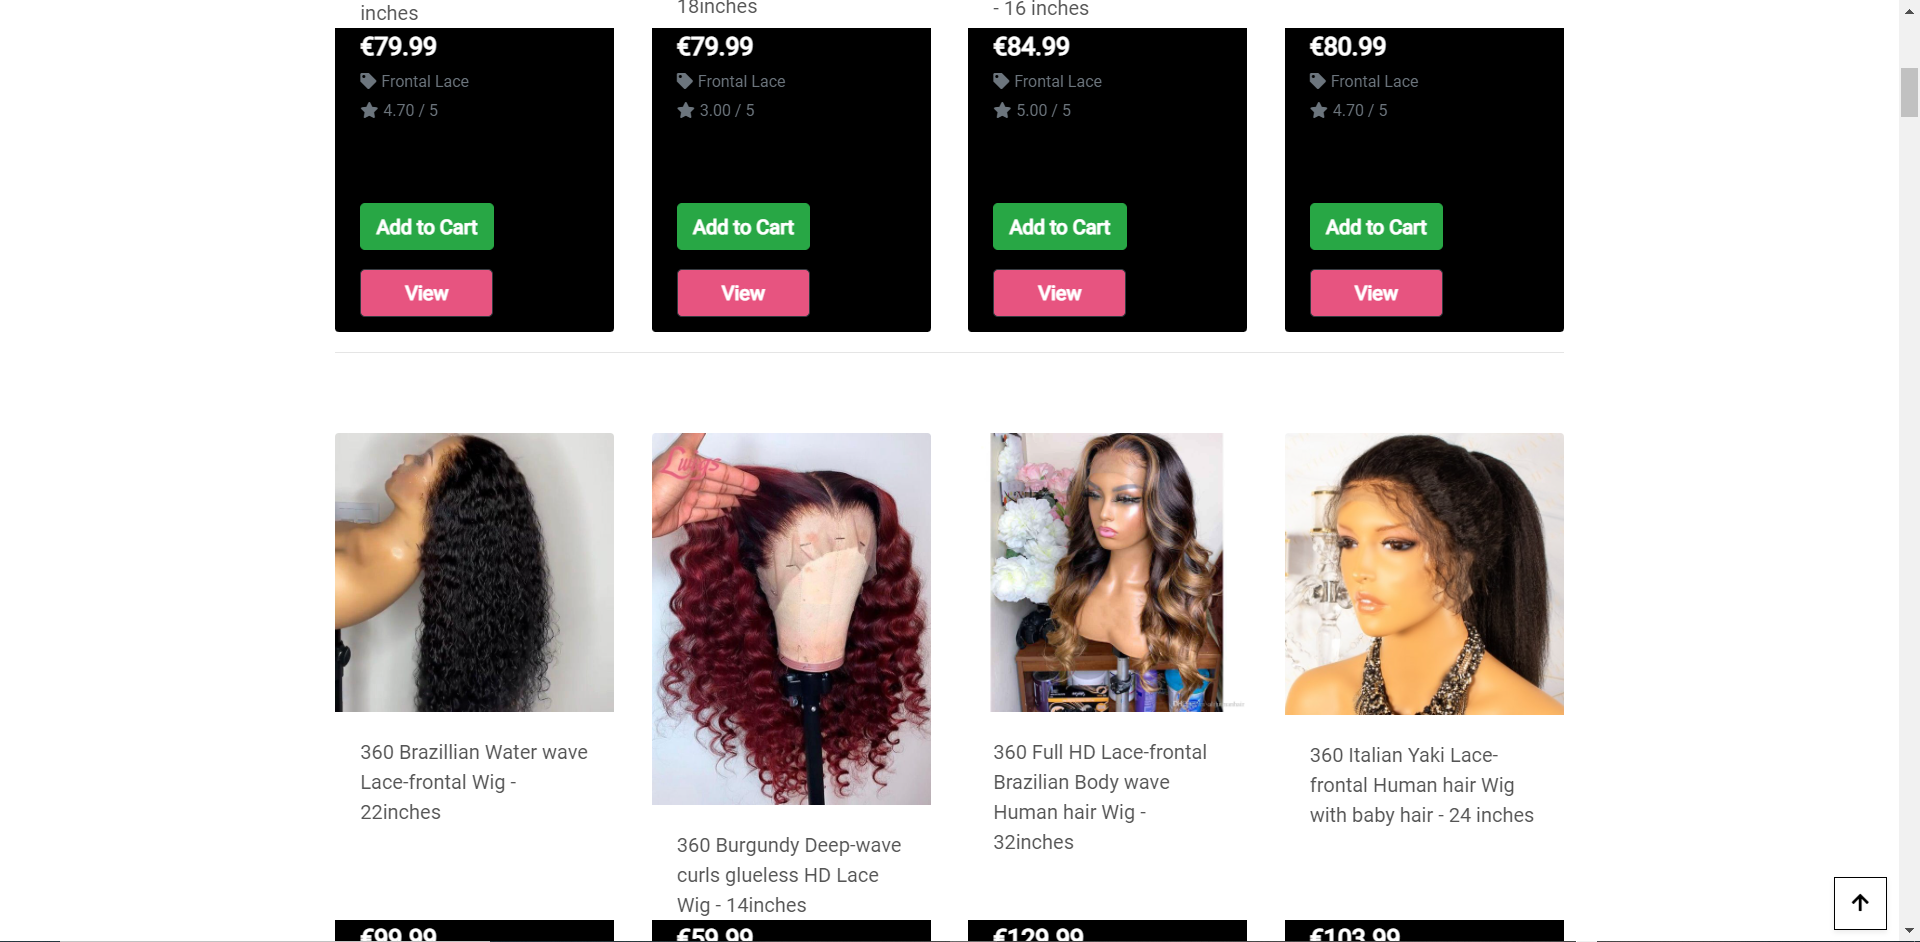 inches
18inches
- 16 inches
€79.99
€79.99
€84.99
€80.99
Frontal Lace
Frontal Lace
Frontal Lace
Frontal Lace
4.70 / 5
3.00 / 5
5.00 / 5
4.70 / 5
Add to Cart
Add to Cart
Add to Cart
Add to Cart
View
View
View
View
360 Brazillian Water wave
Lace-frontal Wig -
22inches
360 Burgundy Deep-wave
curls glueless HD Lace
Wig - 14inches
360 Full HD Lace-frontal
Brazilian Body wave
Human hair Wig -
32inches
360 Italian Yaki Lace-
frontal Human hair Wig
with baby hair - 24 inches
€99.99
€59.99
€129.99
€103.99